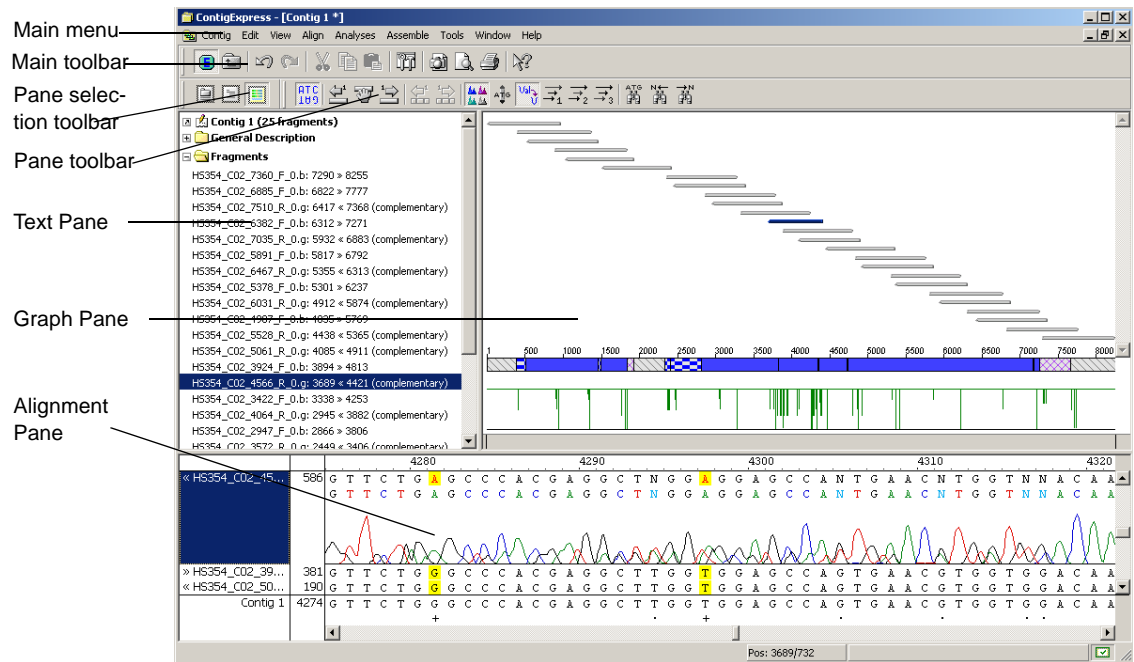 ContigExpress - [Contig 1 *]
Main menu
Contig Edit View Align Analyses Assemble Tools Window Help
Main toolbar
Pane selec-
tion toolbar
Pane toolbar
Text Pane
Graph Pane
Alignment
Pane
Contig 1 (25 fragments)
General Description
Fragments
HS354_C02_7360_F_0.b: 7290 » 8255
HS354_C02_6885_F_0.b: 6822 » 7777
HS354_C02_7510_R_0.g: 6417 « 7368 (complementary)
HS354_C02_6382_F_0.b: 6312 » 7271
HS354_C02_7035_R_0.g: 5932 « 6883 (complementary)
HS354_C02_5891_F_0.b: 5817 » 6792
HS354_C02_6467_R_0.g: 5355 « 6313 (complementary)
HS354_C02_5378_F_0.b: 5301 » 6237
HS354_C02_6031_R_0.g: 4912 « 5874 (complementary)
HS354_C02_4987_F_0.b: 4835 » 5769
HS354_C02_5528_R_0.g: 4438 « 5365 (complementary)
HS354_C02_5061_R_0.g: 4085 « 4911 (complementary)
HS354_C02_3924_F_0.b: 3894 » 4813
HS354_C02_4566_R_0.g: 3689 « 4421 (complementary)
HS354_C02_3422_F_0.b: 3338 » 4253
HS354_C02_4064_R_0.g: 2945 « 3882 (complementary)
HS354_C02_2947_F_0.b: 2866 » 3806
HS354_C02_3572_R_0.g: 2449 « 3406 (complementary)
1 500 1000 1500 2000 2500 3000 3500 4000 4500 5000 5500 6000 6500 7000 7500 8000
4280 4290 4300 4310 4320
« HS354_C02_45... 586 G T T C T G A G C C C A C G A G G C T N G G A G G A G C C A N T G A A C N T G G T N N A C A A
G T T C T G A G C C C A C G A G G C T N G G A G G A G C C A N T G A A C N T G G T N N A C A A
» HS354_C02_39... 381 G T T C T G G G C C C A C G A G G C T T G G T G G A G C C A G T G A A C G T G G T G G A C A A
« HS354_C02_50... 190 G T T C T G G G C C C A C G A G G C T T G G T G G A G C C A G T G A A C G T G G T G G A C A A
Contig 1 4274 G T T C T G G G C C C A C G A G G C T T G G T G G A G C C A G T G A A C G T G G T G G A C A A
Pos: 3689/732